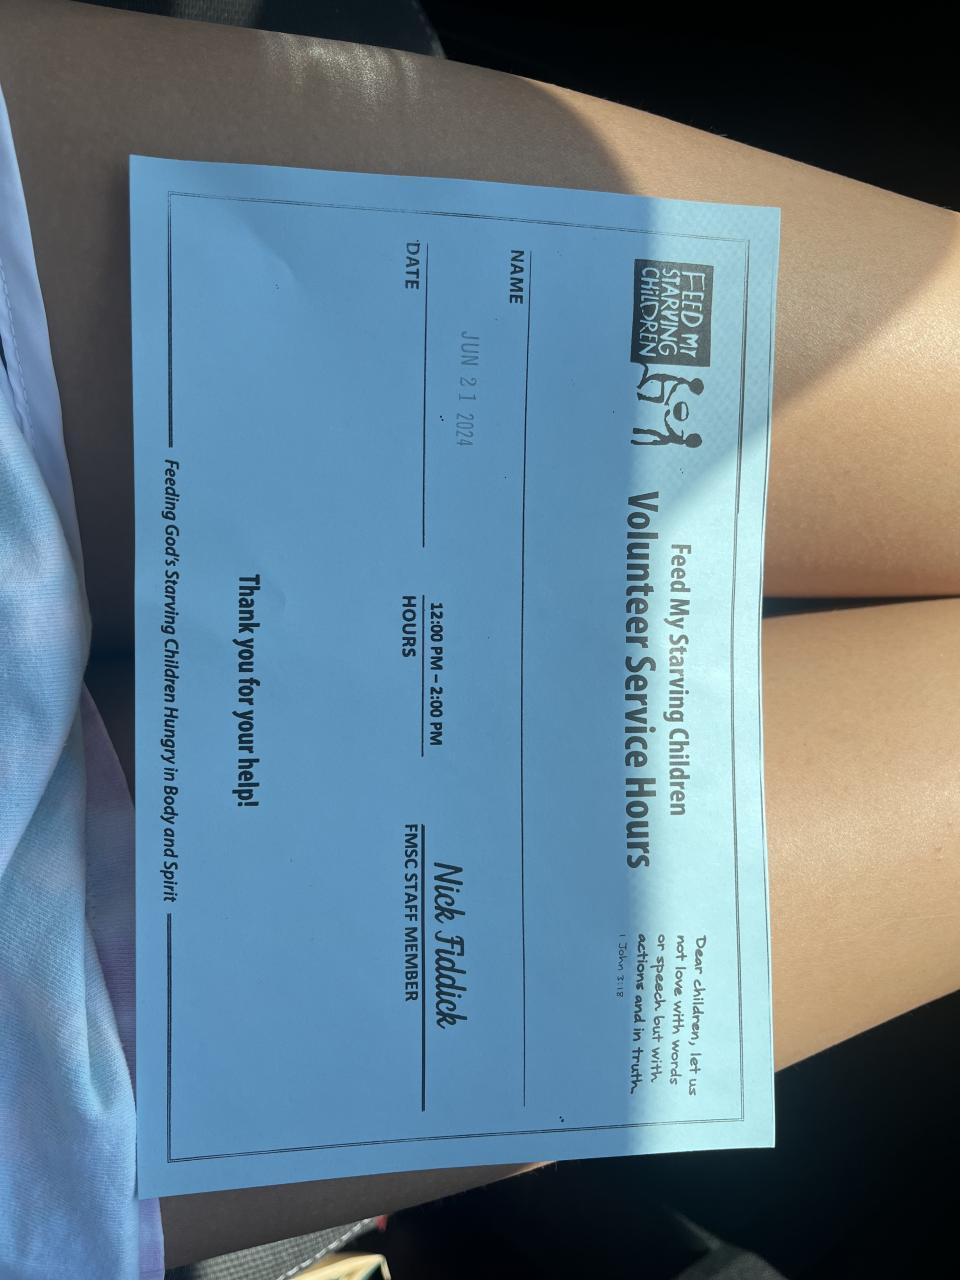 FEED MY
STARVING
CHILDREN
Feed My Starving Children
Volunteer Service Hours
Dear children, let us
not love with words
or speech but with
actions and in truth.
1 John 3:18
NAME
JUN 21 2024
DATE
12:00 PM – 2:00 PM
HOURS
Nick Fiddick
FMSC STAFF MEMBER
Thank you for your help!
Feeding God's Starving Children Hungry in Body and Spirit